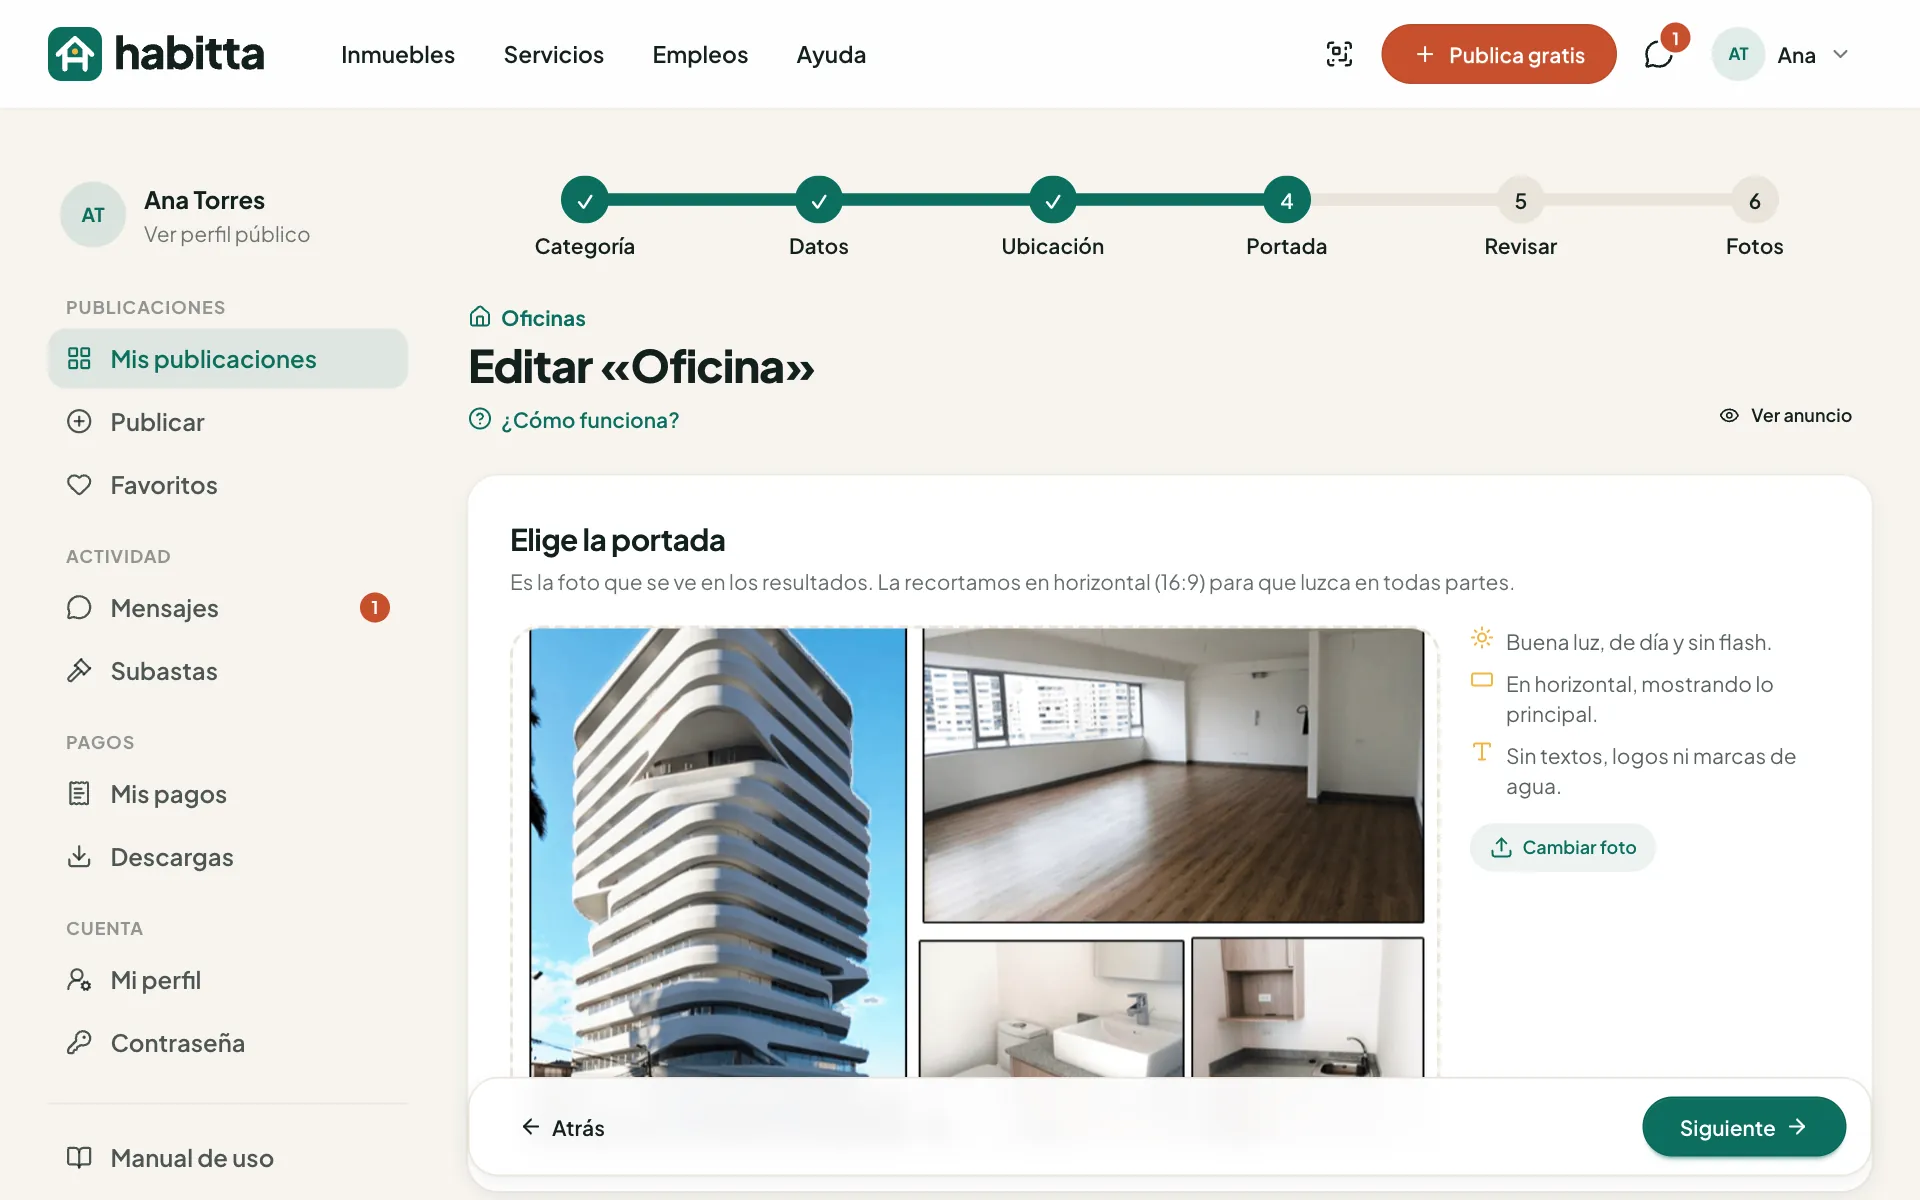 habitta
Inmuebles
Servicios
Empleos
Ayuda
Publica gratis
1
AT
Ana
AT
Ana Torres
Ver perfil público
PUBLICACIONES
Mis publicaciones
Publicar
Favoritos
ACTIVIDAD
Mensajes
1
Subastas
PAGOS
Mis pagos
Descargas
CUENTA
Mi perfil
Contraseña
Manual de uso
4
5
6
Categoría
Datos
Ubicación
Portada
Revisar
Fotos
Oficinas
Editar «Oficina»
¿Cómo funciona?
Ver anuncio
Elige la portada
Es la foto que se ve en los resultados. La recortamos en horizontal (16:9) para que luzca en todas partes.
Buena luz, de día y sin flash.
En horizontal, mostrando lo
principal.
Sin textos, logos ni marcas de
agua.
Cambiar foto
Atrás
Siguiente